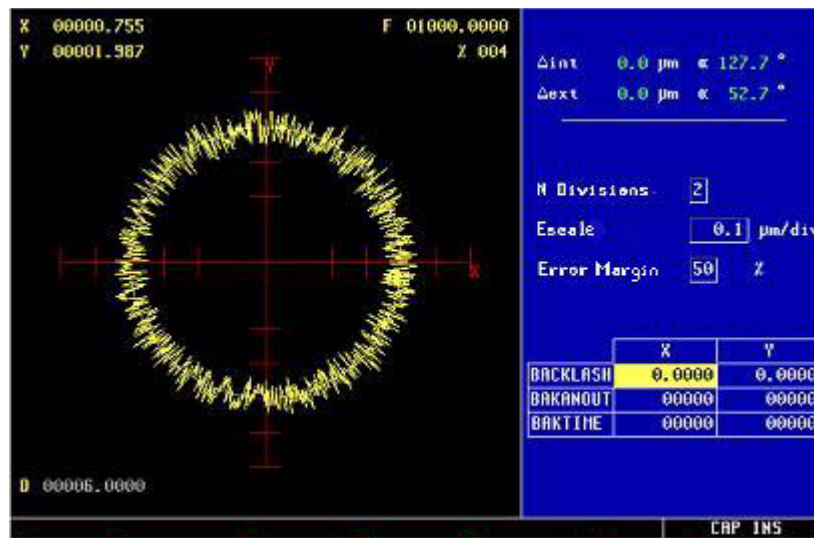 X 00000.755
F 01000.0000
Y 00001.987
% 004
Y
X
D 00006.0000
Δint 0.0 µm α 127.7 °
Δext 0.0 µm α 52.7 °
N Divisions 2
Escale 0.1 µm/div
Error Margin 50 %
X Y
BACKLASH 0.0000 0.0000
BAKANOUT 00000 00000
BAKTIME 00000 00000
CAP INS